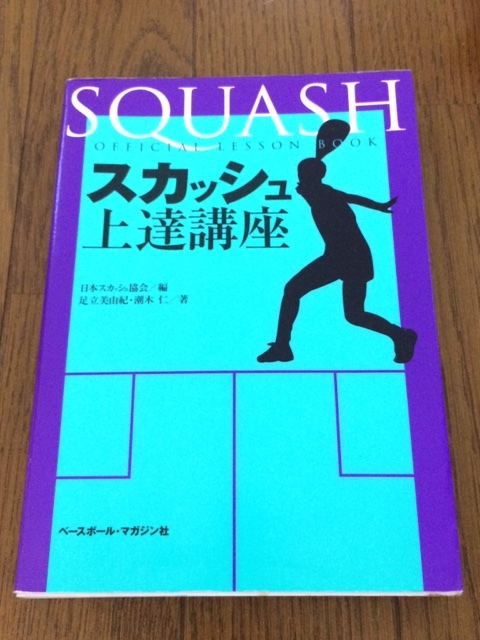 SQUASH
OFFICIAL LESSON BOOK
スカッシュ
上達講座
日本スカッシュ協会／編
足立美由紀・潮木 仁／著
ベースボール・マガジン社